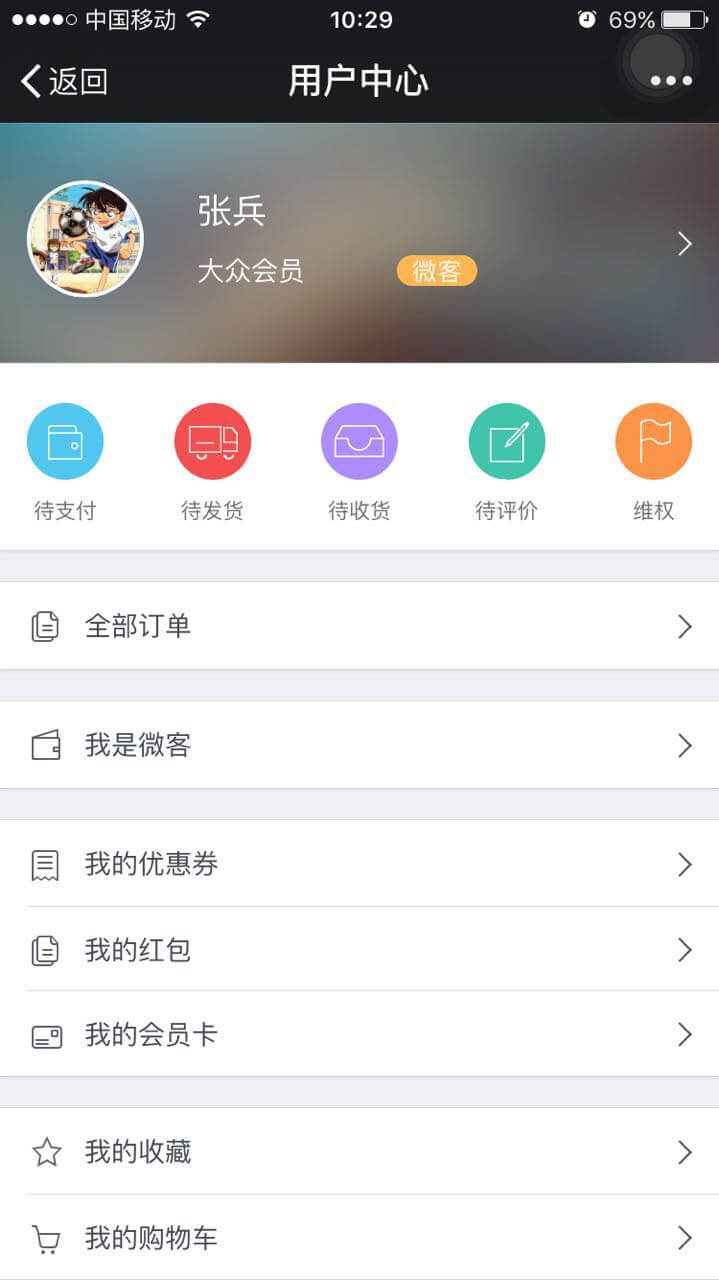 中国移动 10:29 69%
返回 用户中心
张兵
大众会员 微客
待支付 待发货 待收货 待评价 维权
全部订单
我是微客
我的优惠券
我的红包
我的会员卡
我的收藏
我的购物车